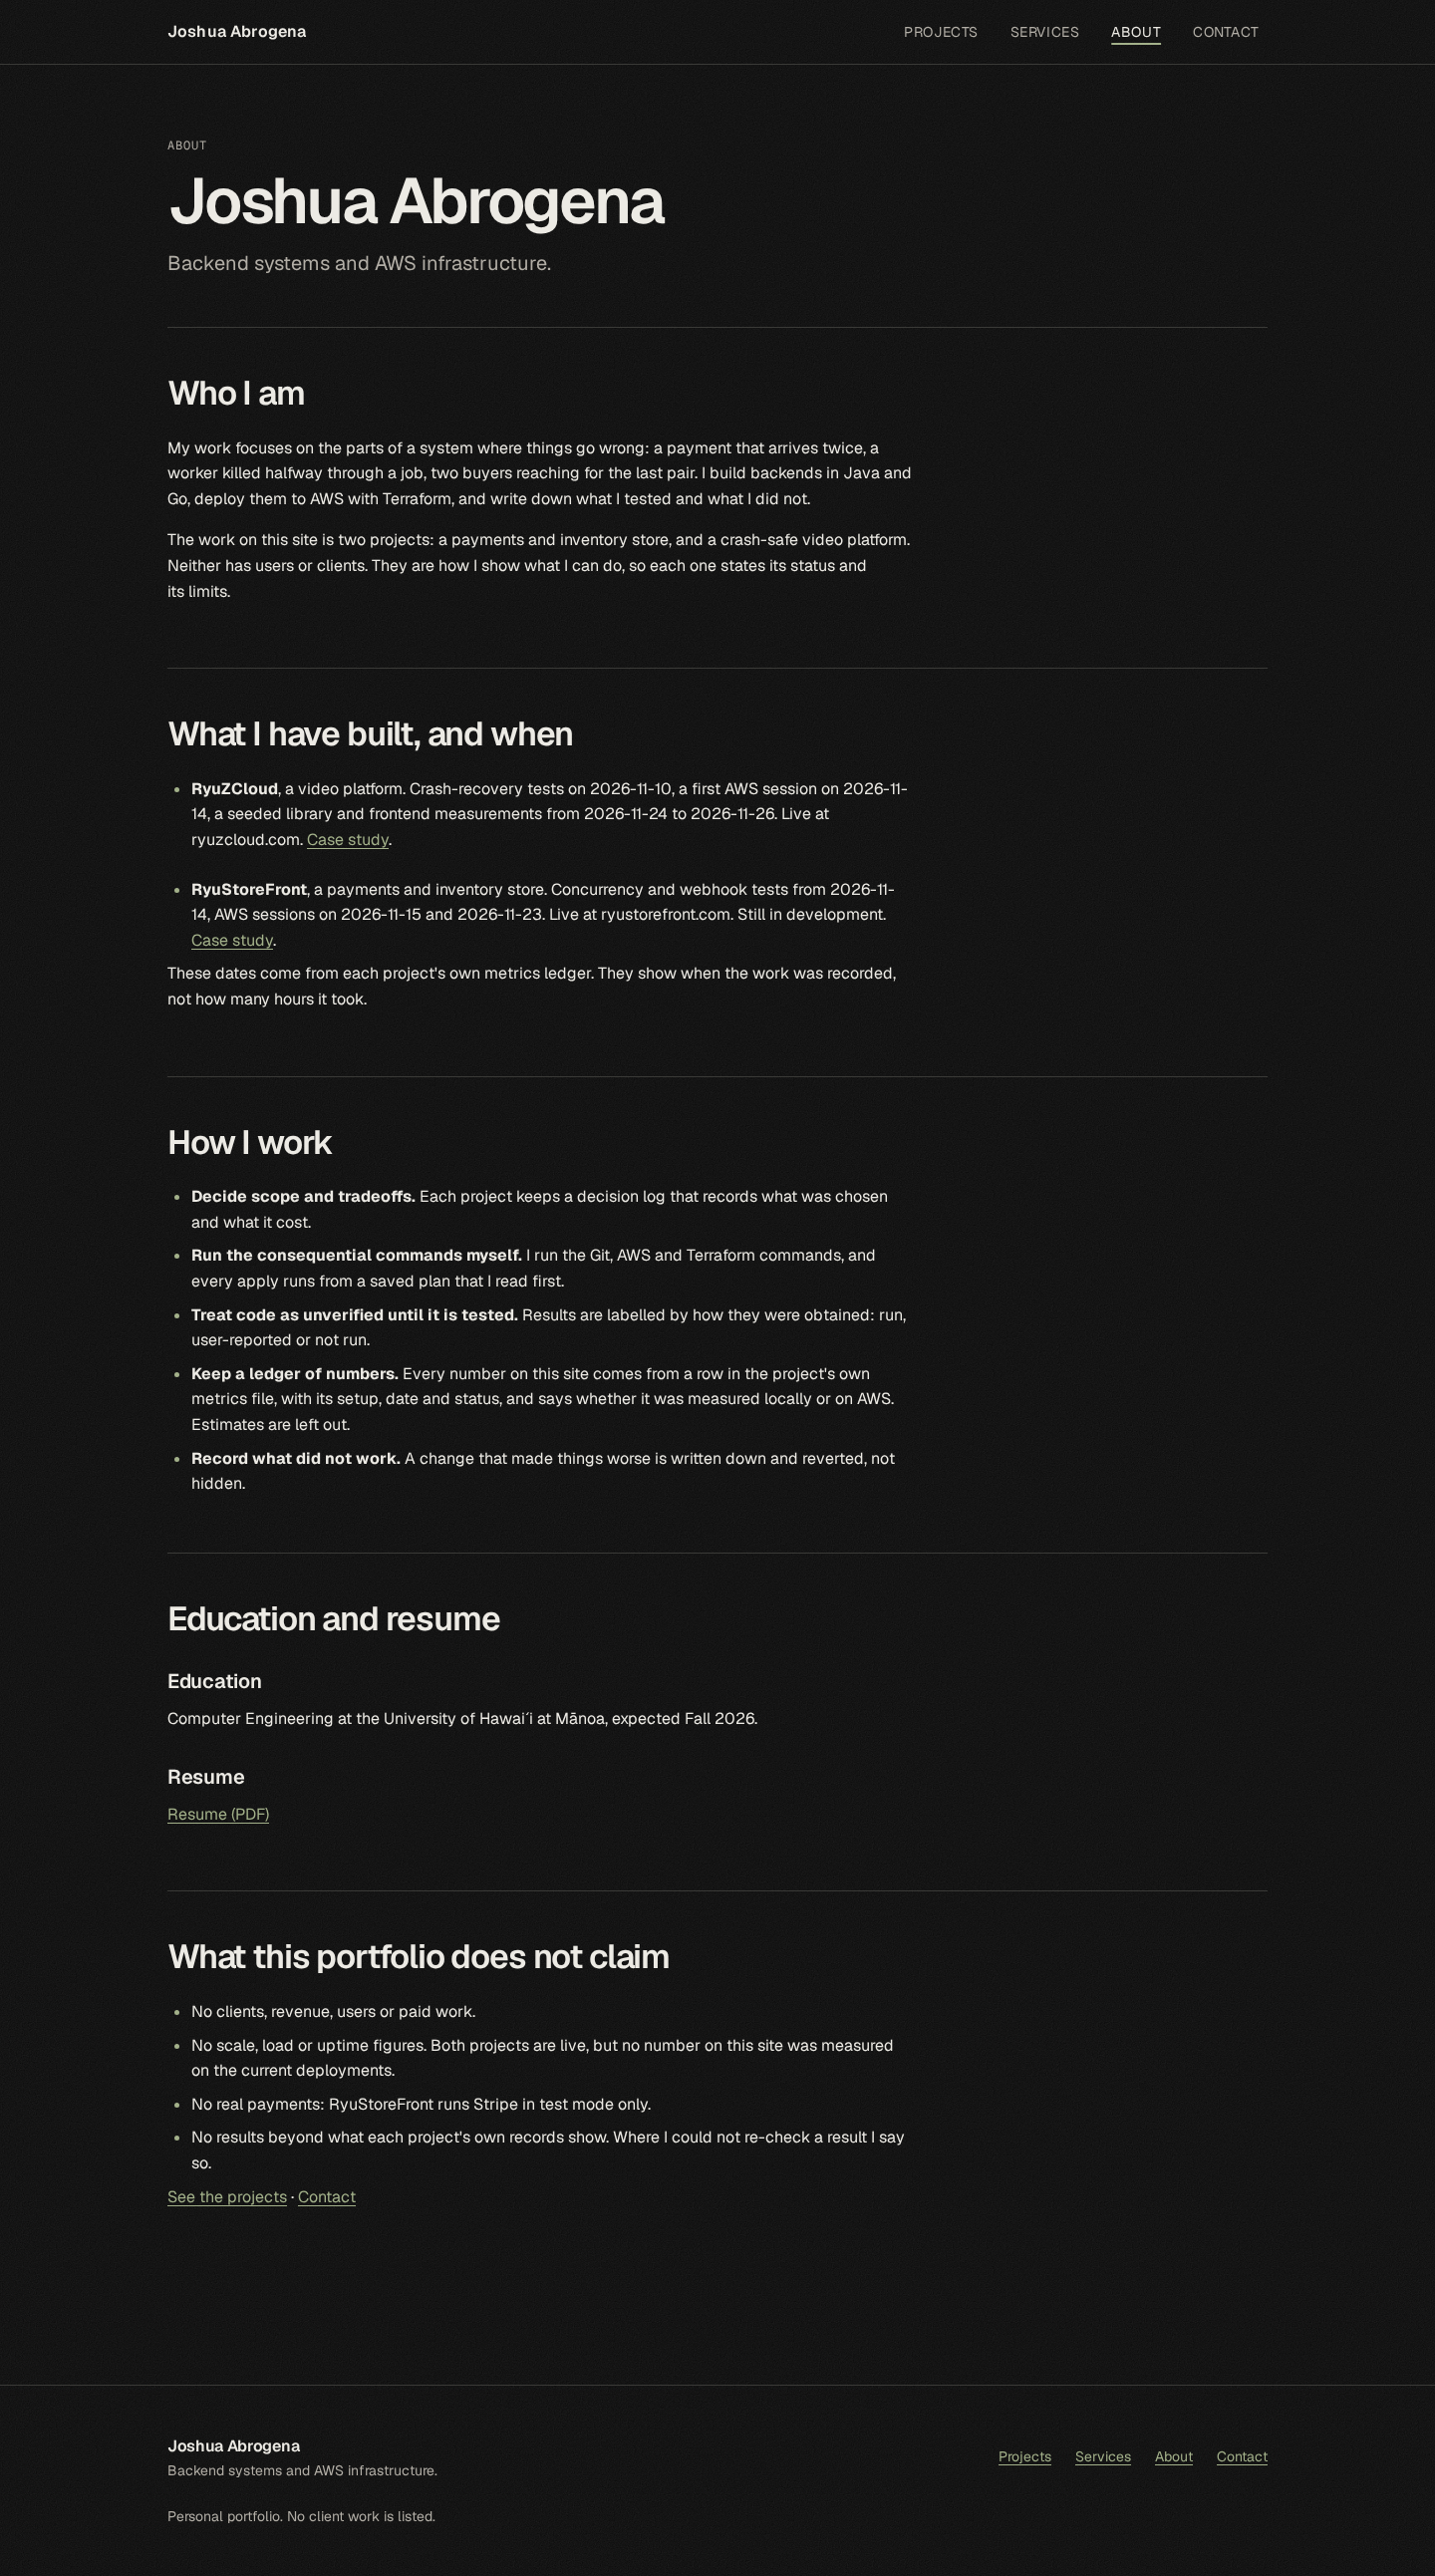 Joshua Abrogena
PROJECTS SERVICES ABOUT CONTACT
ABOUT
Joshua Abrogena
Backend systems and AWS infrastructure.
Who I am
My work focuses on the parts of a system where things go wrong: a payment that arrives twice, a
worker killed halfway through a job, two buyers reaching for the last pair. I build backends in Java and
Go, deploy them to AWS with Terraform, and write down what I tested and what I did not.
The work on this site is two projects: a payments and inventory store, and a crash-safe video platform.
Neither has users or clients. They are how I show what I can do, so each one states its status and
its limits.
What I have built, and when
• RyuZCloud, a video platform. Crash-recovery tests on 2026-11-10, a first AWS session on 2026-11-
14, a seeded library and frontend measurements from 2026-11-24 to 2026-11-26. Live at
ryuzcloud.com. Case study.
• RyuStoreFront, a payments and inventory store. Concurrency and webhook tests from 2026-11-
14, AWS sessions on 2026-11-15 and 2026-11-23. Live at ryustorefront.com. Still in development.
Case study.
These dates come from each project's own metrics ledger. They show when the work was recorded,
not how many hours it took.
How I work
• Decide scope and tradeoffs. Each project keeps a decision log that records what was chosen
and what it cost.
• Run the consequential commands myself. I run the Git, AWS and Terraform commands, and
every apply runs from a saved plan that I read first.
• Treat code as unverified until it is tested. Results are labelled by how they were obtained: run,
user-reported or not run.
• Keep a ledger of numbers. Every number on this site comes from a row in the project's own
metrics file, with its setup, date and status, and says whether it was measured locally or on AWS.
Estimates are left out.
• Record what did not work. A change that made things worse is written down and reverted, not
hidden.
Education and resume
Education
Computer Engineering at the University of Hawai´i at Mānoa, expected Fall 2026.
Resume
Resume (PDF)
What this portfolio does not claim
• No clients, revenue, users or paid work.
• No scale, load or uptime figures. Both projects are live, but no number on this site was measured
on the current deployments.
• No real payments: RyuStoreFront runs Stripe in test mode only.
• No results beyond what each project's own records show. Where I could not re-check a result I say
so.
See the projects · Contact
Joshua Abrogena
Backend systems and AWS infrastructure.
Projects Services About Contact
Personal portfolio. No client work is listed.